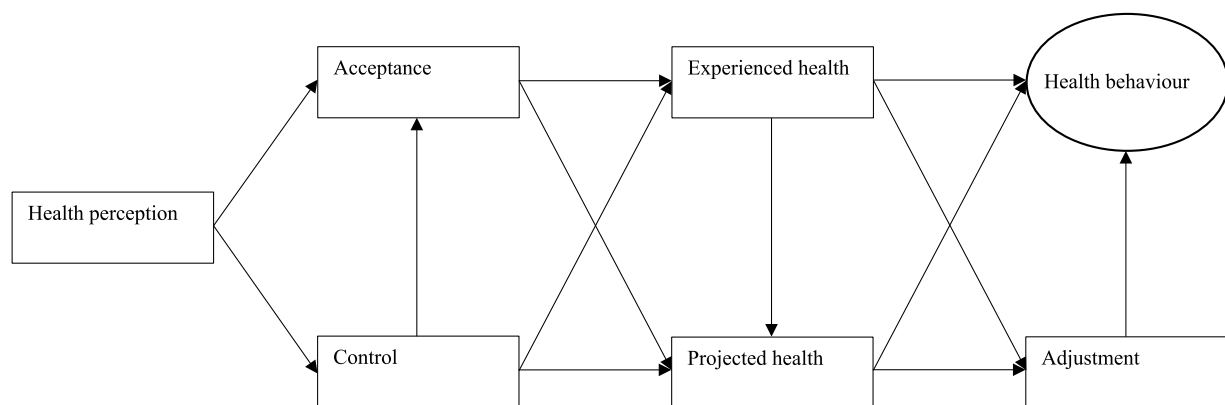 Acceptance
Experienced health
Health behaviour
Health perception
Control
Projected health
Adjustment